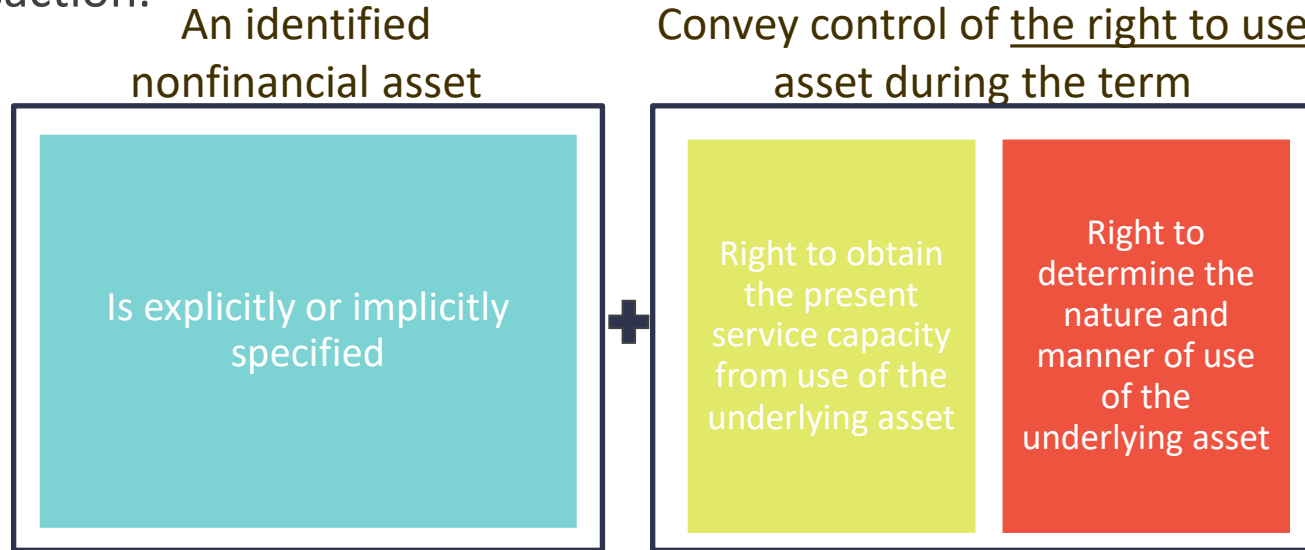 An identified
nonfinancial asset
Convey control of the right to use
asset during the term
Is explicitly or implicitly
specified
Right to obtain
the present
service capacity
from use of the
underlying asset
Right to
determine the
nature and
manner of use
of the
underlying asset